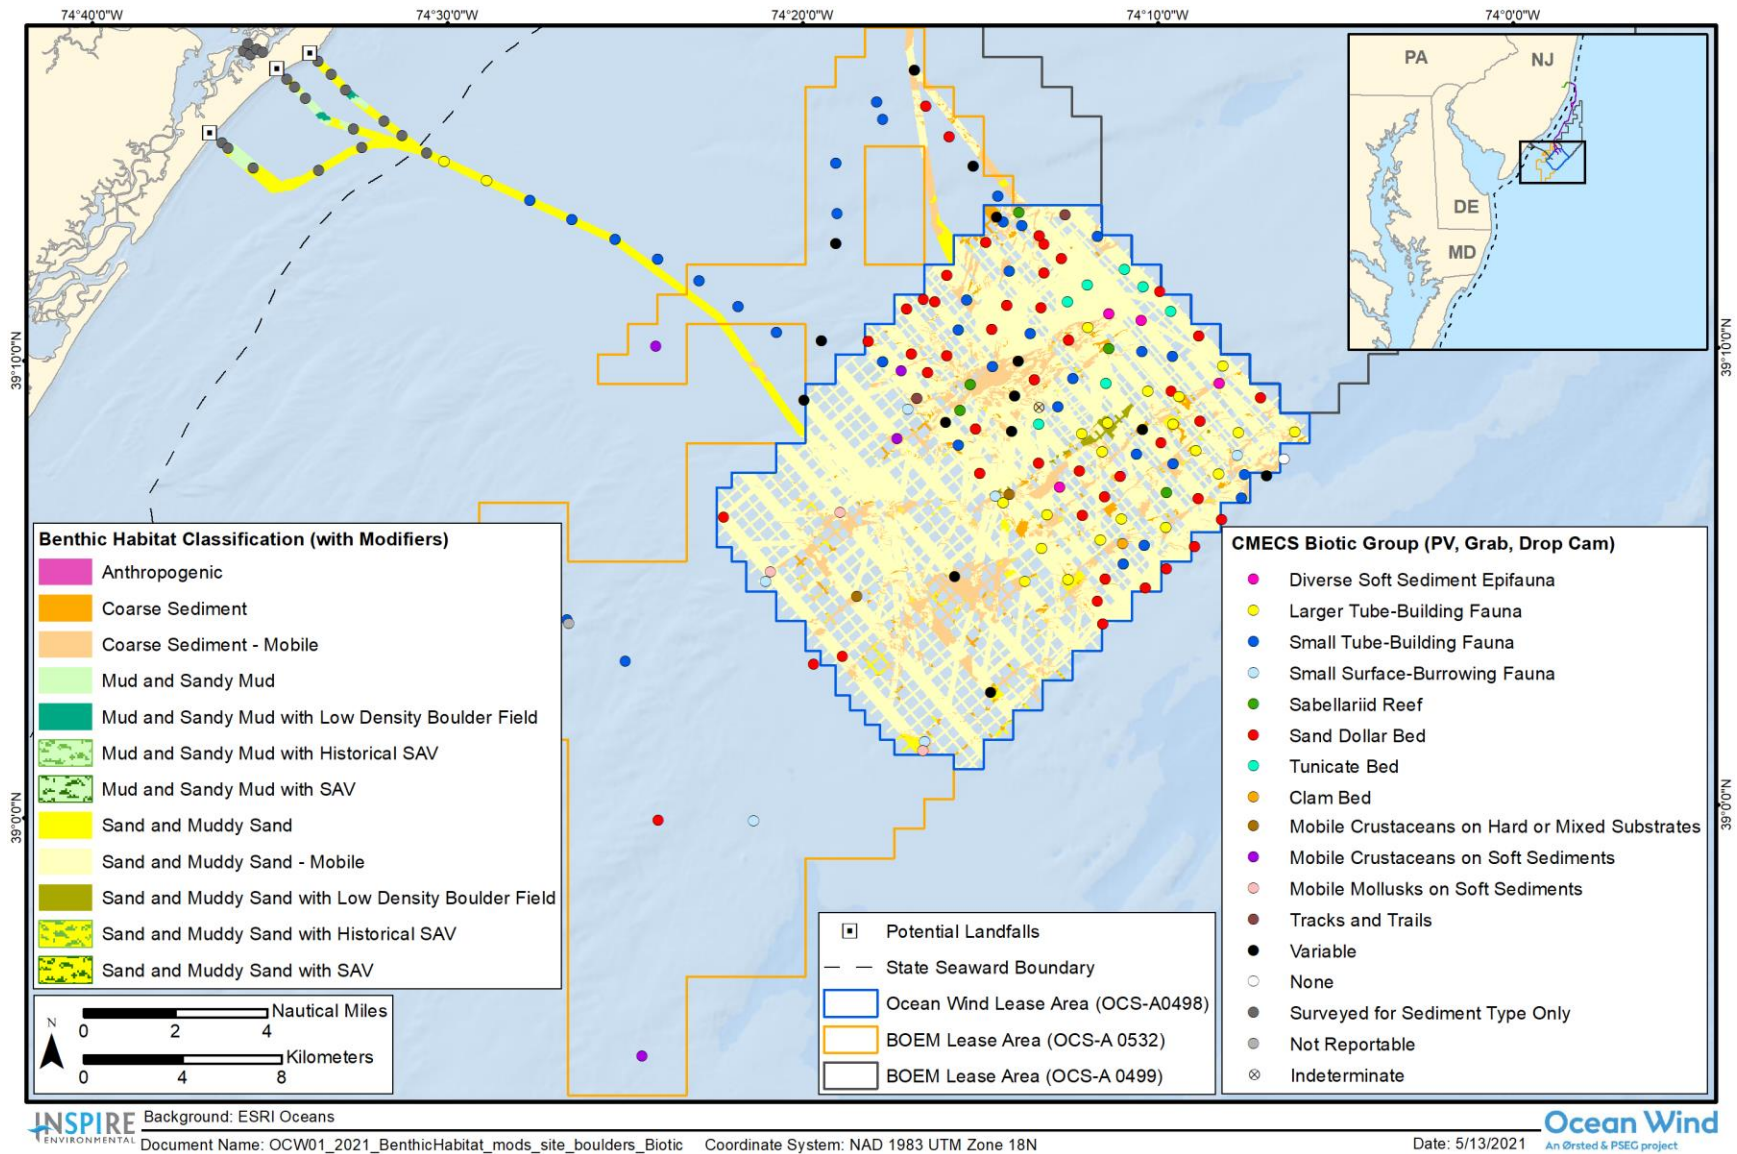 74°40'0"W 74°30'0"W 74°20'0"W 74°10'0"W 74°0'0"W
PA
NJ
DE
MD
39°10'0"N
39°10'0"N
39°0'0"N
39°0'0"N
Benthic Habitat Classification (with Modifiers)
Anthropogenic
Coarse Sediment
Coarse Sediment - Mobile
Mud and Sandy Mud
Mud and Sandy Mud with Low Density Boulder Field
Mud and Sandy Mud with Historical SAV
Mud and Sandy Mud with SAV
Sand and Muddy Sand
Sand and Muddy Sand - Mobile
Sand and Muddy Sand with Low Density Boulder Field
Sand and Muddy Sand with Historical SAV
Sand and Muddy Sand with SAV
N
Nautical Miles
0 2 4
Kilometers
0 4 8
Potential Landfalls
State Seaward Boundary
Ocean Wind Lease Area (OCS-A0498)
BOEM Lease Area (OCS-A 0532)
BOEM Lease Area (OCS-A 0499)
CMECS Biotic Group (PV, Grab, Drop Cam)
Diverse Soft Sediment Epifauna
Larger Tube-Building Fauna
Small Tube-Building Fauna
Small Surface-Burrowing Fauna
Sabellariid Reef
Sand Dollar Bed
Tunicate Bed
Clam Bed
Mobile Crustaceans on Hard or Mixed Substrates
Mobile Crustaceans on Soft Sediments
Mobile Mollusks on Soft Sediments
Tracks and Trails
Variable
None
Surveyed for Sediment Type Only
Not Reportable
Indeterminate
INSPIRE
ENVIRONMENTAL
Background: ESRI Oceans
Document Name: OCW01_2021_BenthicHabitat_mods_site_boulders_Biotic Coordinate System: NAD 1983 UTM Zone 18N
Date: 5/13/2021
Ocean Wind
An Ørsted & PSEG project